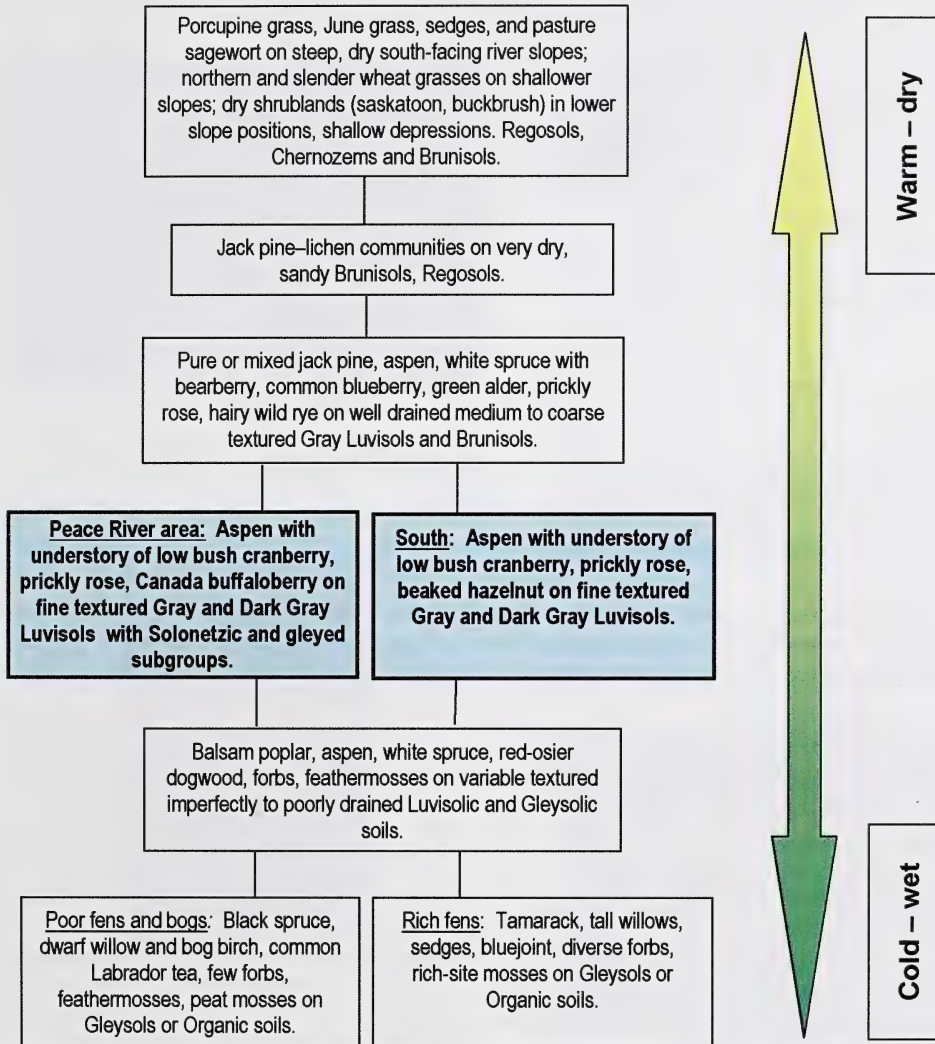 Porcupine grass, June grass, sedges, and pasture
sagewort on steep, dry south-facing river slopes;
northern and slender wheat grasses on shallower
slopes; dry shrublands (saskatoon, buckbrush) in lower
slope positions, shallow depressions. Regosols,
Chernozems and Brunisols.
Warm – dry
Jack pine–lichen communities on very dry,
sandy Brunisols, Regosols.
Pure or mixed jack pine, aspen, white spruce with
bearberry, common blueberry, green alder, prickly
rose, hairy wild rye on well drained medium to coarse
textured Gray Luvisols and Brunisols.
Peace River area: Aspen with
understory of low bush cranberry,
prickly rose, Canada buffaloberry on
fine textured Gray and Dark Gray
Luvisols with Solonetzic and gleyed
subgroups.
South: Aspen with understory of
low bush cranberry, prickly rose,
beaked hazelnut on fine textured
Gray and Dark Gray Luvisols.
Balsam poplar, aspen, white spruce, red-osier
dogwood, forbs, feathermosses on variable textured
imperfectly to poorly drained Luvisolic and Gleysolic
soils.
Poor fens and bogs: Black spruce,
dwarf willow and bog birch, common
Labrador tea, few forbs,
feathermosses, peat mosses on
Gleysols or Organic soils.
Rich fens: Tamarack, tall willows,
sedges, bluejoint, diverse forbs,
rich-site mosses on Gleysols or
Organic soils.
Cold – wet